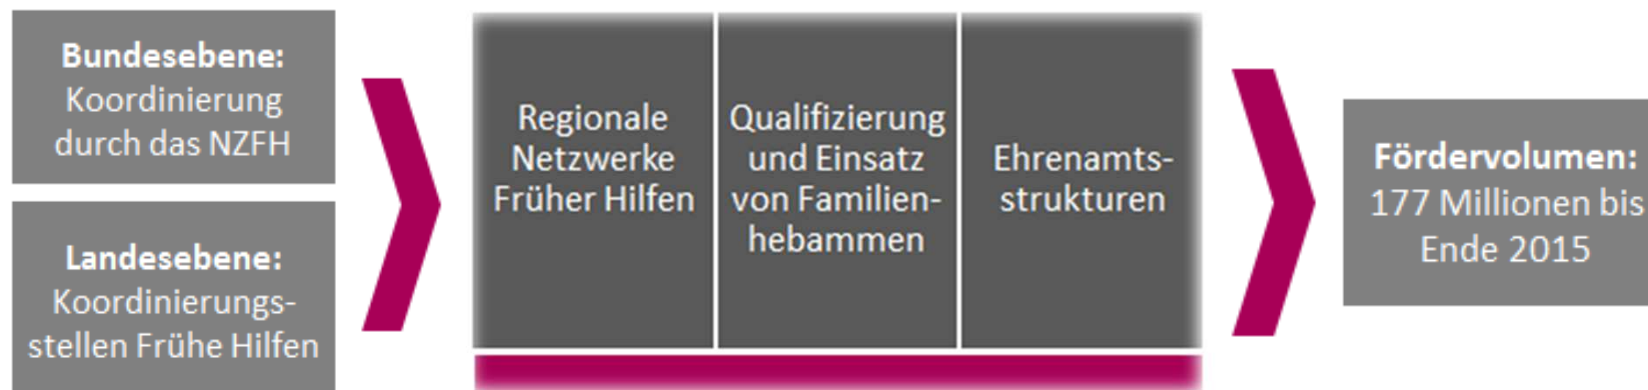 Bundesebene:
Koordinierung
durch das NZFH
Landesebene:
Koordinierungs-
stellen Frühe Hilfen
Regionale
Netzwerke
Früher Hilfen
Qualifizierung
und Einsatz
von Familien-
hebammen
Ehrenamts-
strukturen
Fördervolumen:
177 Millionen bis
Ende 2015